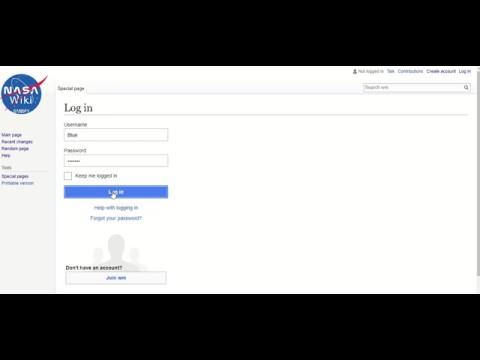 Not logged in Talk Contributions Create account Log in
NASA
Wiki
Special page
Search wiki
Log in
Main page
Recent changes
Random page
Help
Tools
Special pages
Printable version
Username
Blue
Password
•••••••
Keep me logged in
Log in
Help with logging in
Forgot your password?
Don't have an account?
Join wiki